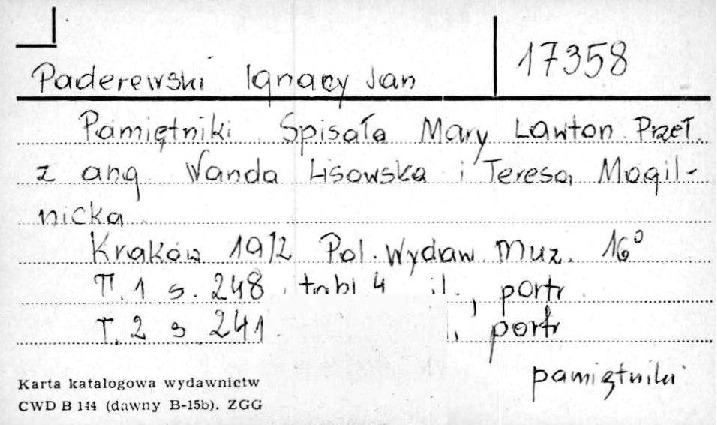 Paderewski Ignacy Jan
17358
Pamiętniki Spisała Mary Lawton Przeł.
z ang Wanda Lisowska i Teresa Mogil-
nicka
Kraków 1972 Pol. Wydaw. Muz. 16°
T. 1 s. 248 tabl 4 il., portr
T. 2 s 241 il., portr
pamiętniki
Karta katalogowa wydawnictw
CWD B 144 (dawny B-15b). ZGG